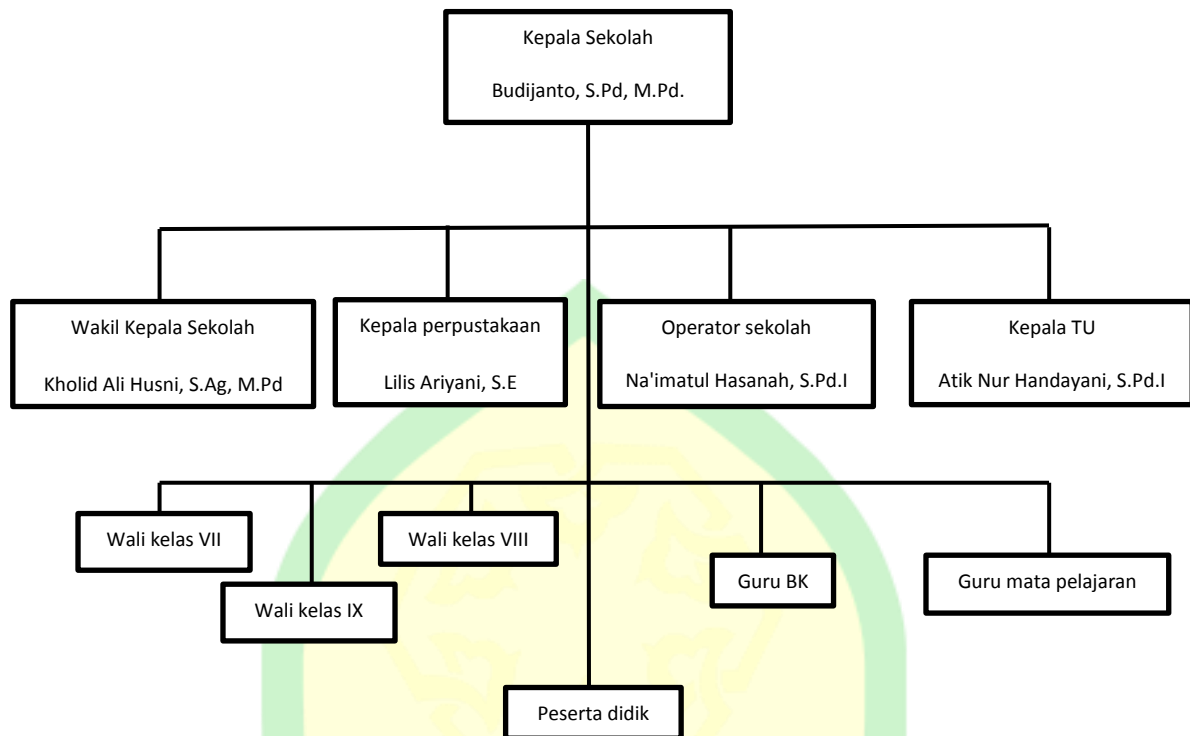 Kepala Sekolah
Budijanto, S.Pd, M.Pd.
Wakil Kepala Sekolah
Kholid Ali Husni, S.Ag, M.Pd
Kepala perpustakaan
Lilis Ariyani, S.E
Operator sekolah
Na'imatul Hasanah, S.Pd.I
Kepala TU
Atik Nur Handayani, S.Pd.I
Wali kelas VII
Wali kelas IX
Wali kelas VIII
Guru BK
Guru mata pelajaran
Peserta didik